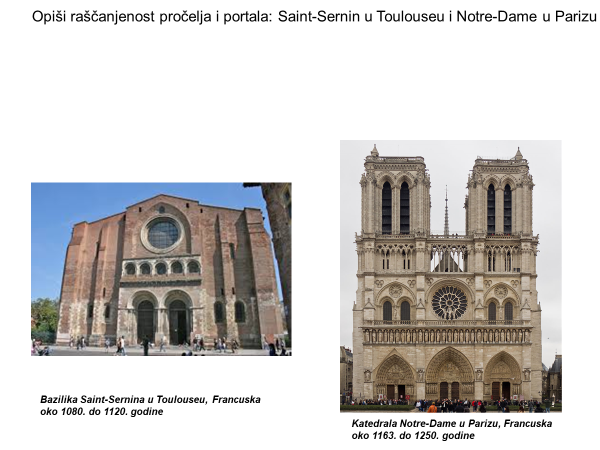 Opiši raščanjenost pročelja i portala: Saint-Sernin u Toulouseu i Notre-Dame u Parizu
Bazilika Saint-Sernina u Toulouseu, Francuska
oko 1080. do 1120. godine
Katedrala Notre-Dame u Parizu, Francuska
oko 1163. do 1250. godine